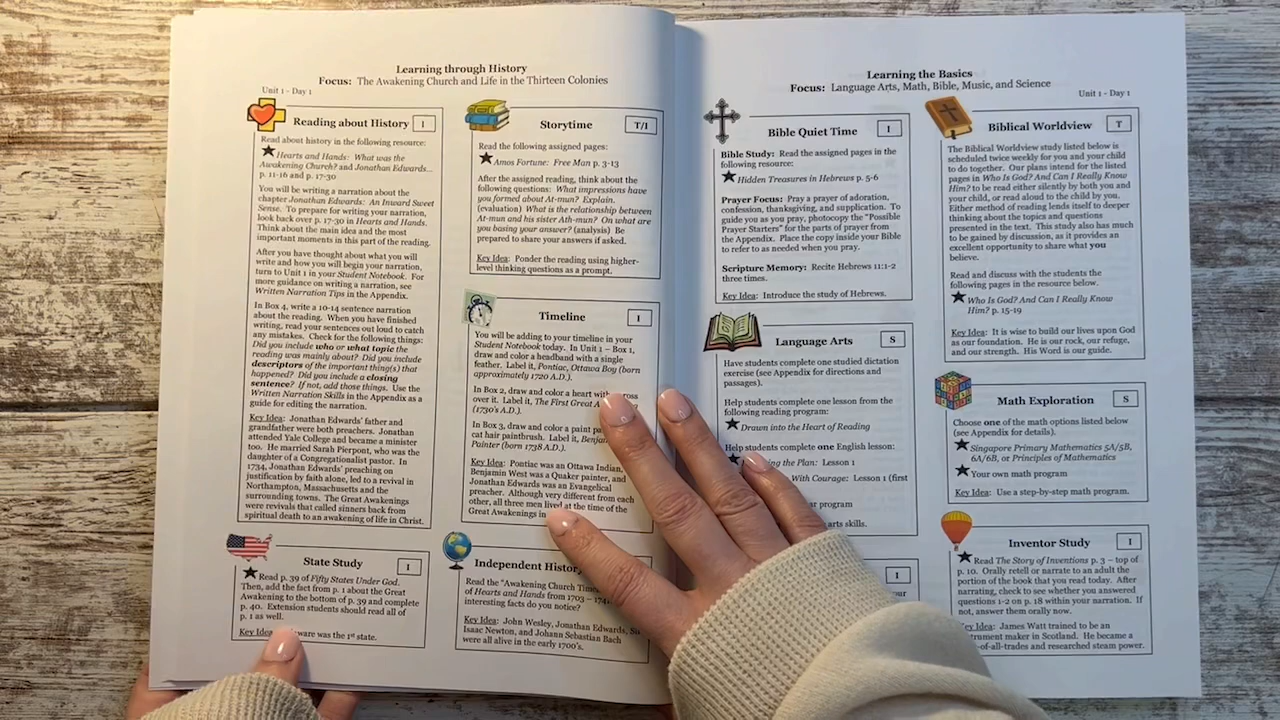 Learning through History
Focus: The Awakening Church and Life in the Thirteen Colonies
Unit 1 - Day 1
Reading about History
I
Read about history in the following resource:
Hearts and Hands: What was the
Awakening Church? and Jonathan Edwards...
p. 11-16 and p. 17-30
You will be writing a narration about the
chapter Jonathan Edwards: An Inward Sweet
Sense. To prepare for writing your narration,
look back over p. 17-30 in Hearts and Hands.
Think about the main idea and the most
important moments in this part of the reading.
After you have thought about what you will
write and how you will begin your narration,
turn to Unit 1 in your Student Notebook. For
more guidance on writing a narration, see
Written Narration Tips in the Appendix.
In Box 4, write a 10-14 sentence narration
about the reading. When you have finished
writing, read your sentences out loud to catch
any mistakes. Check for the following things:
Did you include who or what topic the
reading was mainly about? Did you include
descriptors of the important thing(s) that
happened? Did you include a closing
sentence? If not, add those things. Use the
Written Narration Skills in the Appendix as a
guide for editing the narration.
Key Idea: Jonathan Edwards' father and
grandfather were both preachers. Jonathan
attended Yale College and became a minister
too. He married Sarah Pierpont, who was the
daughter of a Congregationalist pastor. In
1734, Jonathan Edwards' preaching on
justification by faith alone, led to a revival in
Northampton, Massachusetts and the
surrounding towns. The Great Awakenings
were revivals that called sinners back from
spiritual death to an awakening of life in Christ.
State Study
I
Read p. 39 of Fifty States Under God.
Then, add the fact from p. 1 about the Great
Awakening to the bottom of p. 39 and complete
p. 40. Extension students should read all of
p. 1 as well.
Key Idea ware was the 1st state.
Storytime
T/I
Read the following assigned pages:
Amos Fortune: Free Man p. 3-13
After the assigned reading, think about the
following questions: What impressions have
you formed about At-mun? Explain.
(evaluation) What is the relationship between
At-mun and his sister Ath-mun? On what are
you basing your answer? (analysis) Be
prepared to share your answers if asked.
Key Idea: Ponder the reading using higher-
level thinking questions as a prompt.
Timeline
I
You will be adding to your timeline in your
Student Notebook today. In Unit 1 – Box 1,
draw and color a headband with a single
feather. Label it, Pontiac, Ottawa Boy (born
approximately 1720 A.D.).
In Box 2, draw and color a heart with ross
over it. Label it, The First Great A
(1730's A.D.).
In Box 3, draw and color a paint p
cat hair paintbrush. Label it, Benja
Painter (born 1738 A.D.).
Key Idea: Pontiac was an Ottawa Indian,
Benjamin West was a Quaker painter, and
Jonathan Edwards was an Evangelical
preacher. Although very different from each
other, all three men lived at the time of the
Great Awakenings in
Independent Histor
Read the "Awakening Church Time
of Hearts and Hands from 1703 – 174
interesting facts do you notice?
Key Idea: John Wesley, Jonathan Edwards, Si
Isaac Newton, and Johann Sebastian Bach
were all alive in the early 1700's.
Learning the Basics
Focus: Language Arts, Math, Bible, Music, and Science
Unit 1 - Day 1
Bible Quiet Time
I
Bible Study: Read the assigned pages in the
following resource:
Hidden Treasures in Hebrews p. 5-6
Prayer Focus: Pray a prayer of adoration,
confession, thanksgiving, and supplication. To
guide you as you pray, photocopy the "Possible
Prayer Starters" for the parts of prayer from
the Appendix. Place the copy inside your Bible
to refer to as needed when you pray.
Scripture Memory: Recite Hebrews 11:1-2
three times.
Key Idea: Introduce the study of Hebrews.
Language Arts
S
Have students complete one studied dictation
exercise (see Appendix for directions and
passages).
Help students complete one lesson from the
following reading program:
Drawn into the Heart of Reading
Help students complete one English lesson:
ing the Plan: Lesson 1
With Courage: Lesson 1 (first
ar program
arts skills.
I
our
Biblical Worldview
T
The Biblical Worldview study listed below is
scheduled twice weekly for you and your child
to do together. Our plans intend for the listed
pages in Who is God? And Can I Really Know
Him? to be read either silently by both you and
your child, or read aloud to the child by you.
Either method of reading lends itself to deeper
thinking about the topics and questions
presented in the text. This study also has much
to be gained by discussion, as it provides an
excellent opportunity to share what you
believe.
Read and discuss with the students the
following pages in the resource below.
Who Is God? And Can I Really Know
Him? p. 15-19
Key Idea: It is wise to build our lives upon God
as our foundation. He is our rock, our refuge,
and our strength. His Word is our guide.
Math Exploration
S
Choose one of the math options listed below
(see Appendix for details).
Singapore Primary Mathematics 5A/5B,
6A/6B, or Principles of Mathematics
Your own math program
Key Idea: Use a step-by-step math program.
Inventor Study
I
Read The Story of Inventions p. 3 – top of
p. 10. Orally retell or narrate to an adult the
portion of the book that you read today. After
narrating, check to see whether you answered
questions 1-2 on p. 18 within your narration. If
not, answer them orally now.
ey Idea: James Watt trained to be an
trument maker in Scotland. He became a
-of-all-trades and researched steam power.